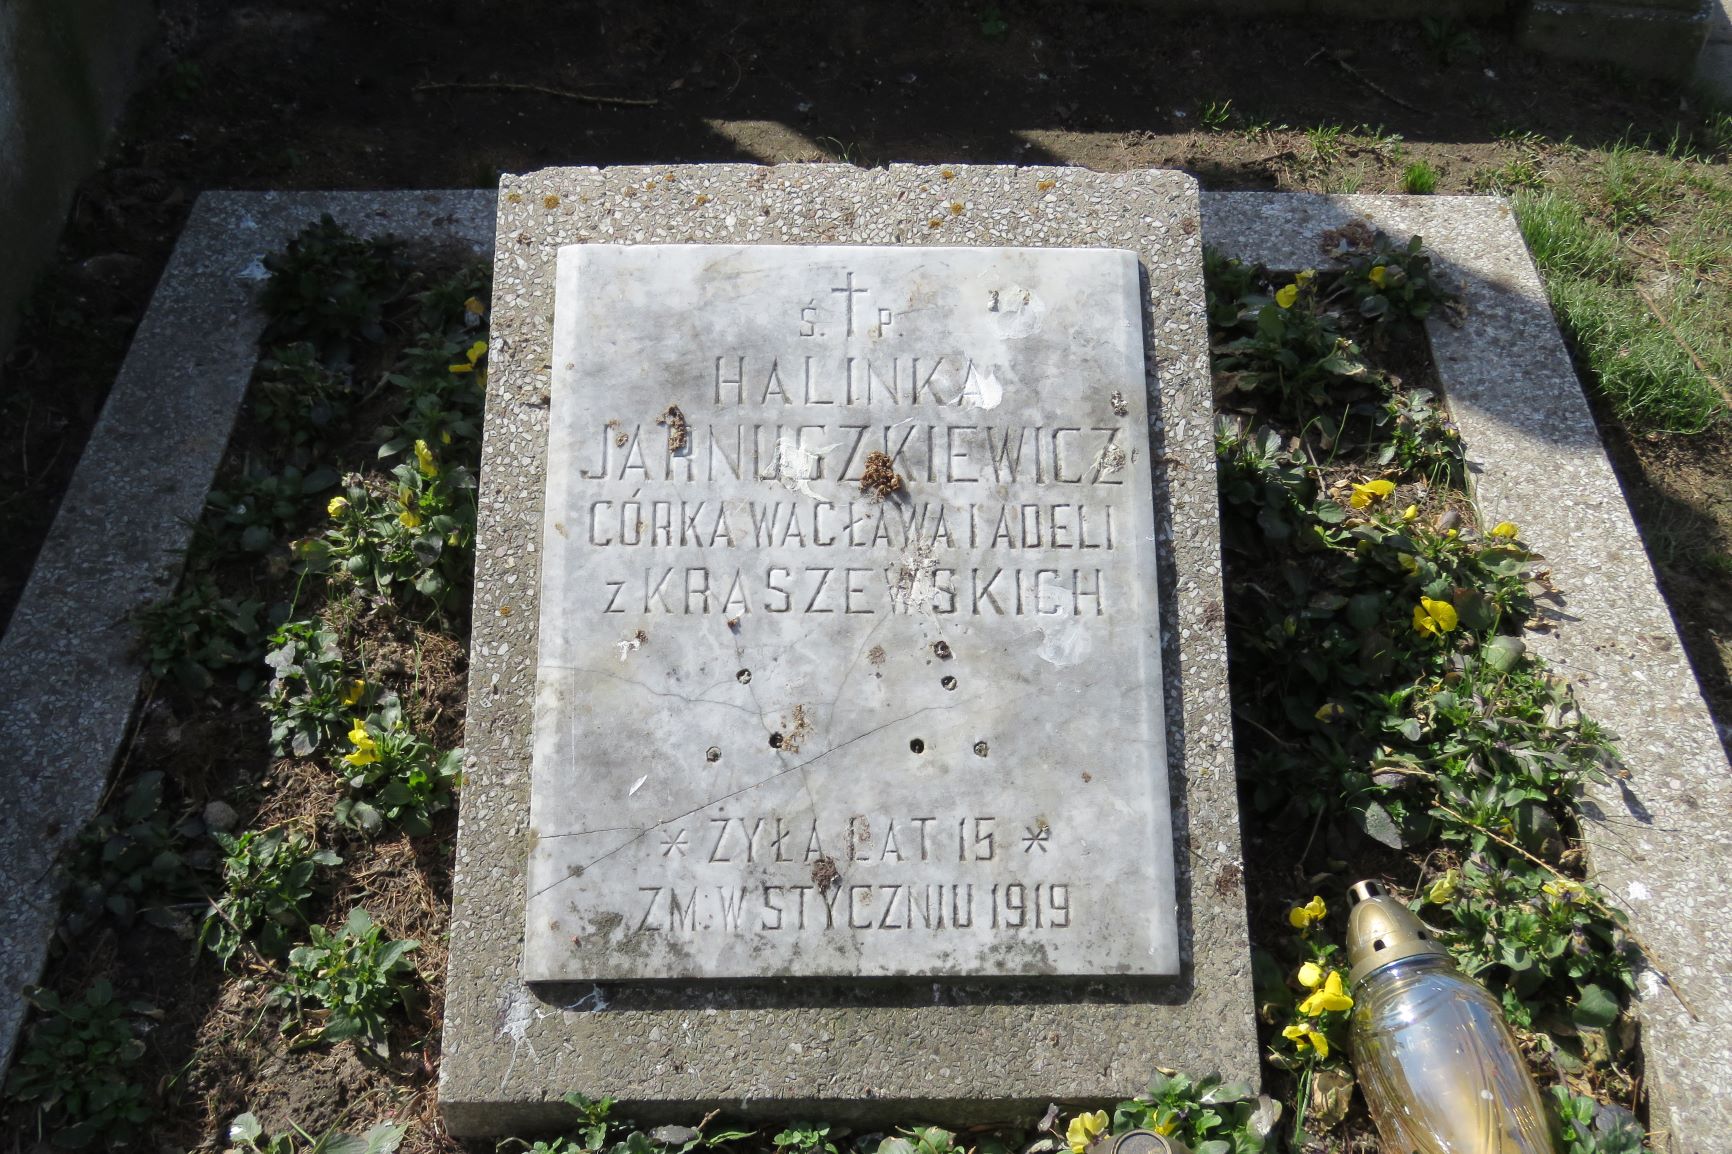 Ś. † P.
HALINKA
JARNUSZKIEWICZ
CÓRKA WACŁAWA I ADELI
z KRASZEWSKICH
* ŻYŁA LAT 15 *
ZM. W STYCZNIU 1919